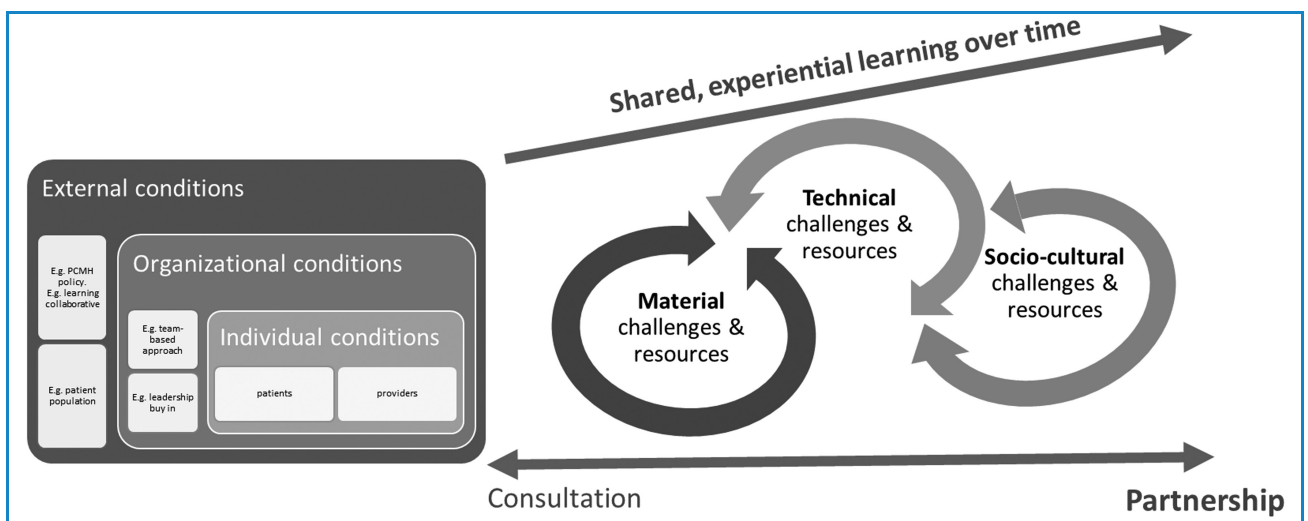 Shared, experiential learning over time
External conditions
E.g. PCMH
policy.
E.g. learning
collaborative
E.g. patient
population
Organizational conditions
E.g. team-
based
approach
E.g. leadership
buy in
Individual conditions
patients
providers
Material
challenges &
resources
Technical
challenges &
resources
Socio-cultural
challenges &
resources
Consultation
Partnership